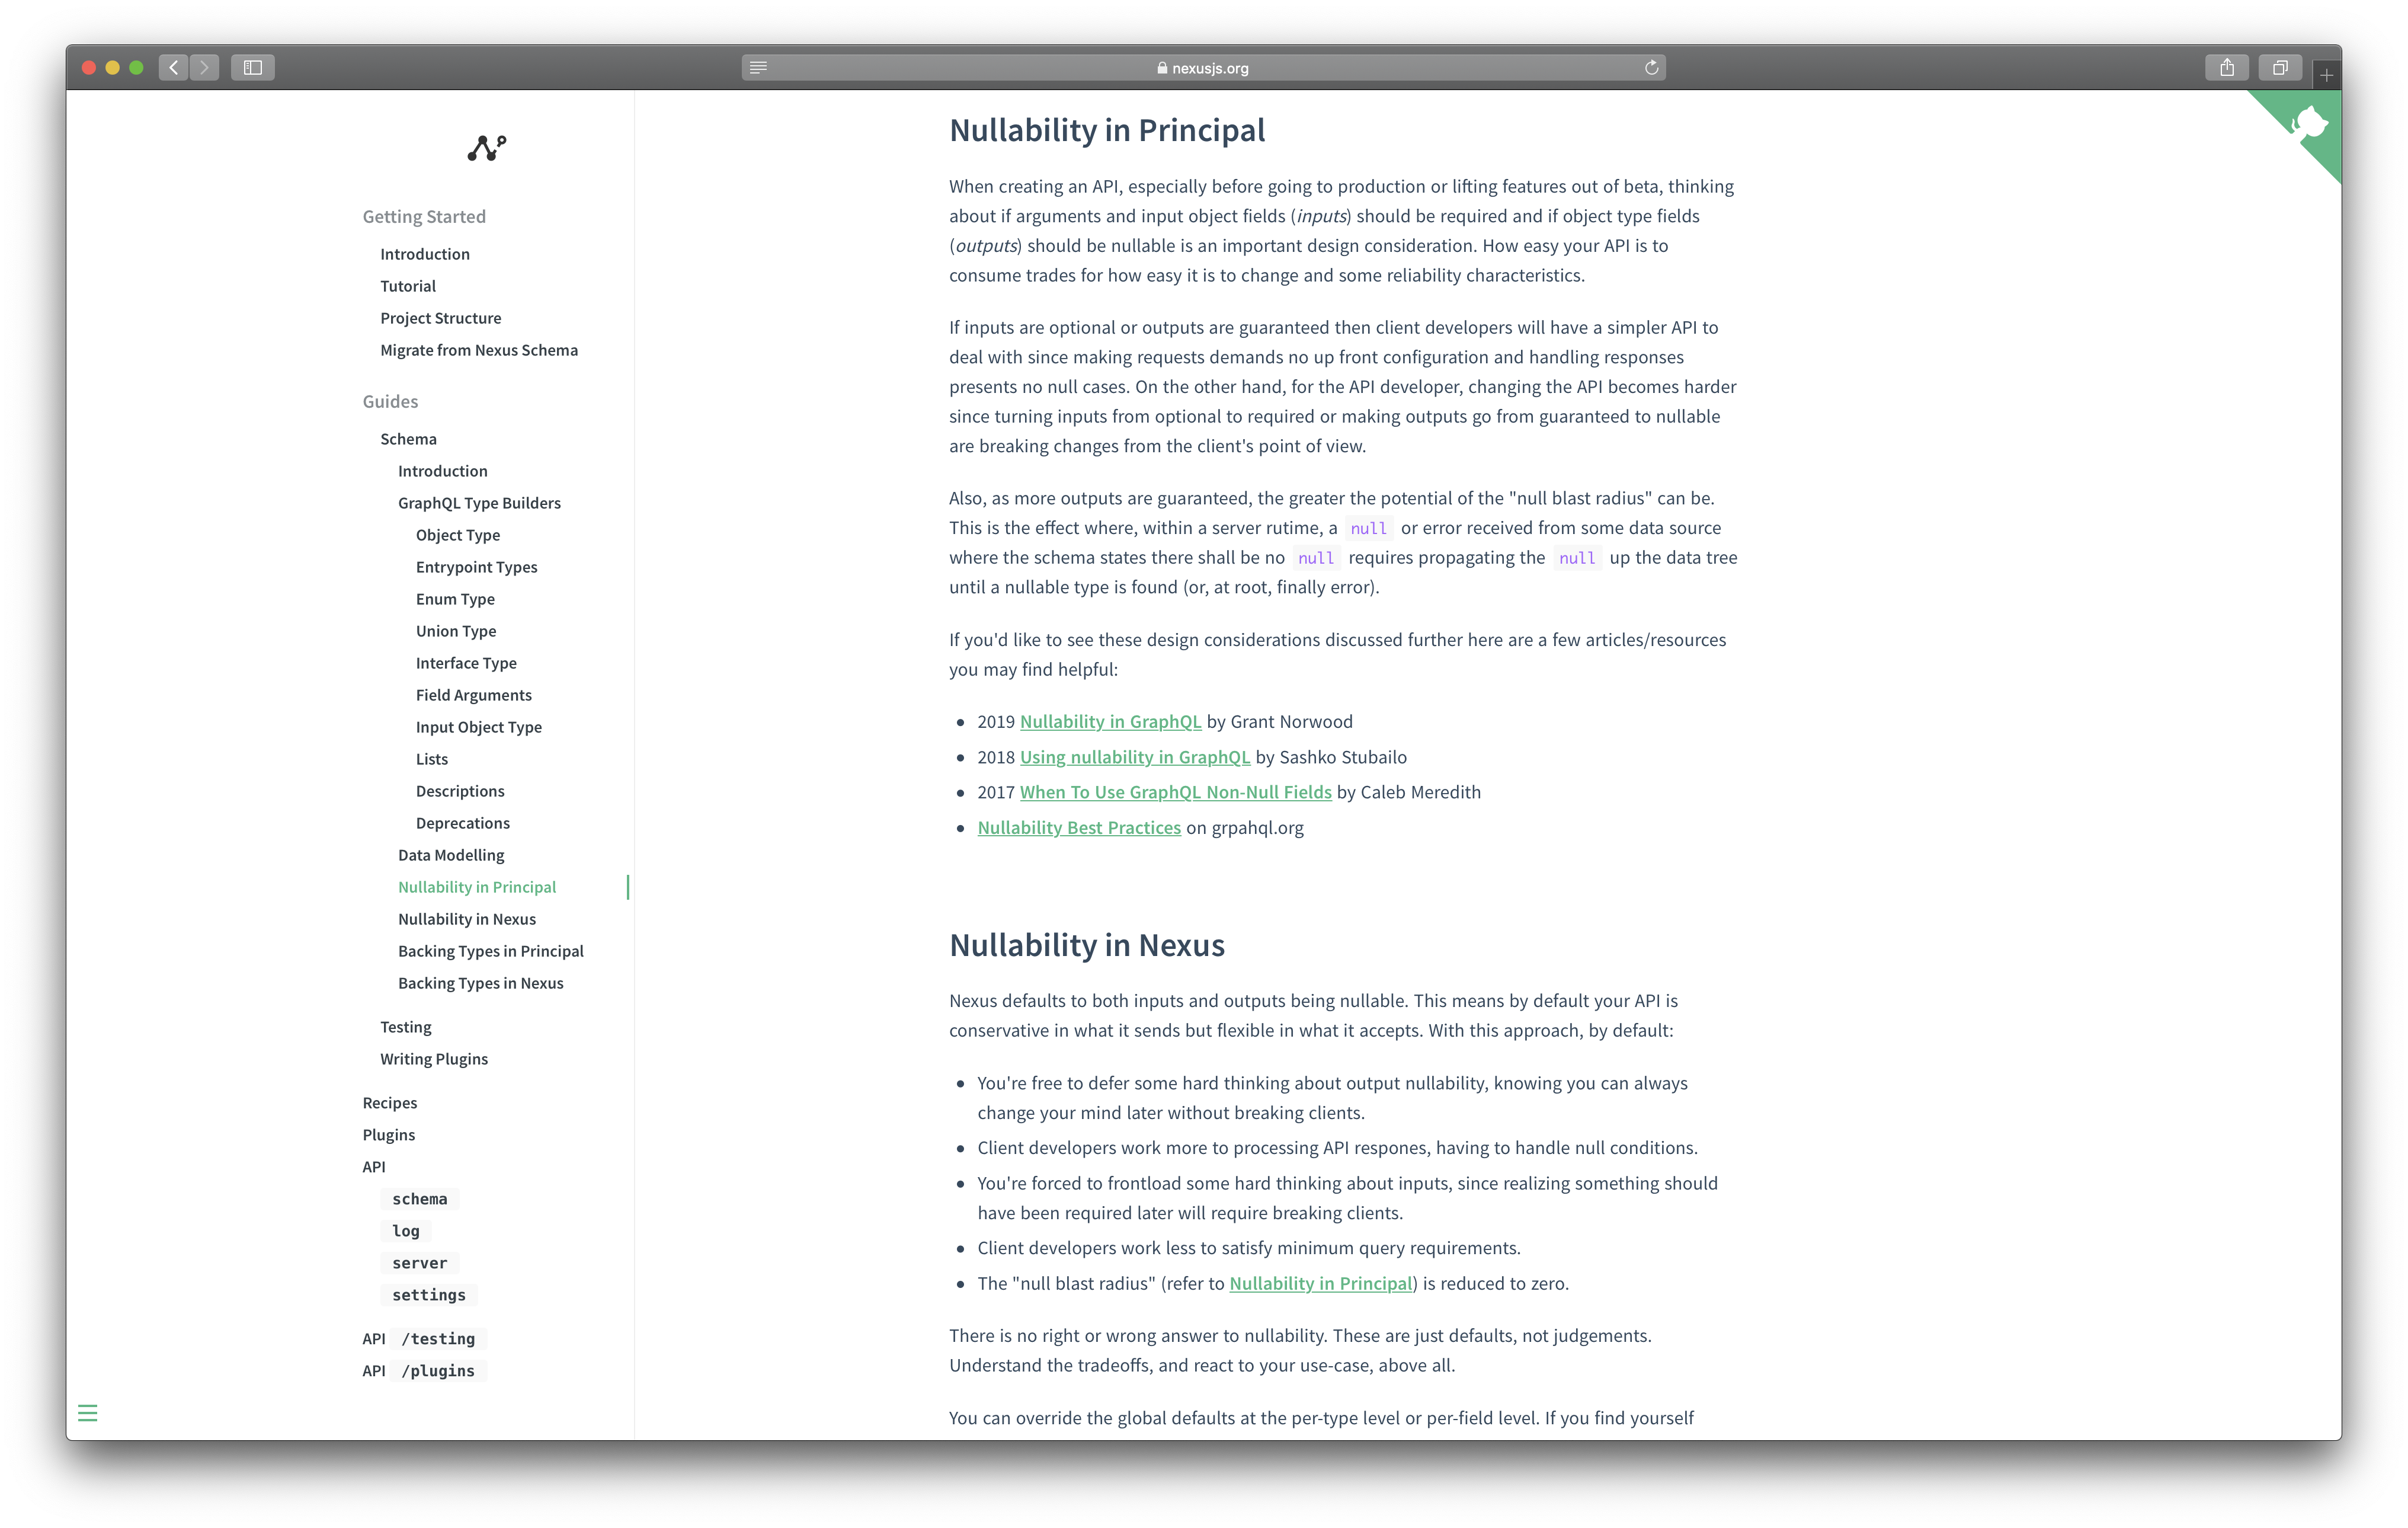 nexusjs.org
Getting Started
Introduction
Tutorial
Project Structure
Migrate from Nexus Schema
Guides
Schema
Introduction
GraphQL Type Builders
Object Type
Entrypoint Types
Enum Type
Union Type
Interface Type
Field Arguments
Input Object Type
Lists
Descriptions
Deprecations
Data Modelling
Nullability in Principal
Nullability in Nexus
Backing Types in Principal
Backing Types in Nexus
Testing
Writing Plugins
Recipes
Plugins
API
schema
log
server
settings
API /testing
API /plugins
Nullability in Principal
When creating an API, especially before going to production or lifting features out of beta, thinking
about if arguments and input object fields (inputs) should be required and if object type fields
(outputs) should be nullable is an important design consideration. How easy your API is to
consume trades for how easy it is to change and some reliability characteristics.
If inputs are optional or outputs are guaranteed then client developers will have a simpler API to
deal with since making requests demands no up front configuration and handling responses
presents no null cases. On the other hand, for the API developer, changing the API becomes harder
since turning inputs from optional to required or making outputs go from guaranteed to nullable
are breaking changes from the client's point of view.
Also, as more outputs are guaranteed, the greater the potential of the "null blast radius" can be.
This is the effect where, within a server rutime, a null or error received from some data source
where the schema states there shall be no null requires propagating the null up the data tree
until a nullable type is found (or, at root, finally error).
If you'd like to see these design considerations discussed further here are a few articles/resources
you may find helpful:
• 2019 Nullability in GraphQL by Grant Norwood
• 2018 Using nullability in GraphQL by Sashko Stubailo
• 2017 When To Use GraphQL Non-Null Fields by Caleb Meredith
• Nullability Best Practices on grpahql.org
Nullability in Nexus
Nexus defaults to both inputs and outputs being nullable. This means by default your API is
conservative in what it sends but flexible in what it accepts. With this approach, by default:
• You're free to defer some hard thinking about output nullability, knowing you can always
change your mind later without breaking clients.
• Client developers work more to processing API respones, having to handle null conditions.
• You're forced to frontload some hard thinking about inputs, since realizing something should
have been required later will require breaking clients.
• Client developers work less to satisfy minimum query requirements.
• The "null blast radius" (refer to Nullability in Principal) is reduced to zero.
There is no right or wrong answer to nullability. These are just defaults, not judgements.
Understand the tradeoffs, and react to your use-case, above all.
You can override the global defaults at the per-type level or per-field level. If you find yourself